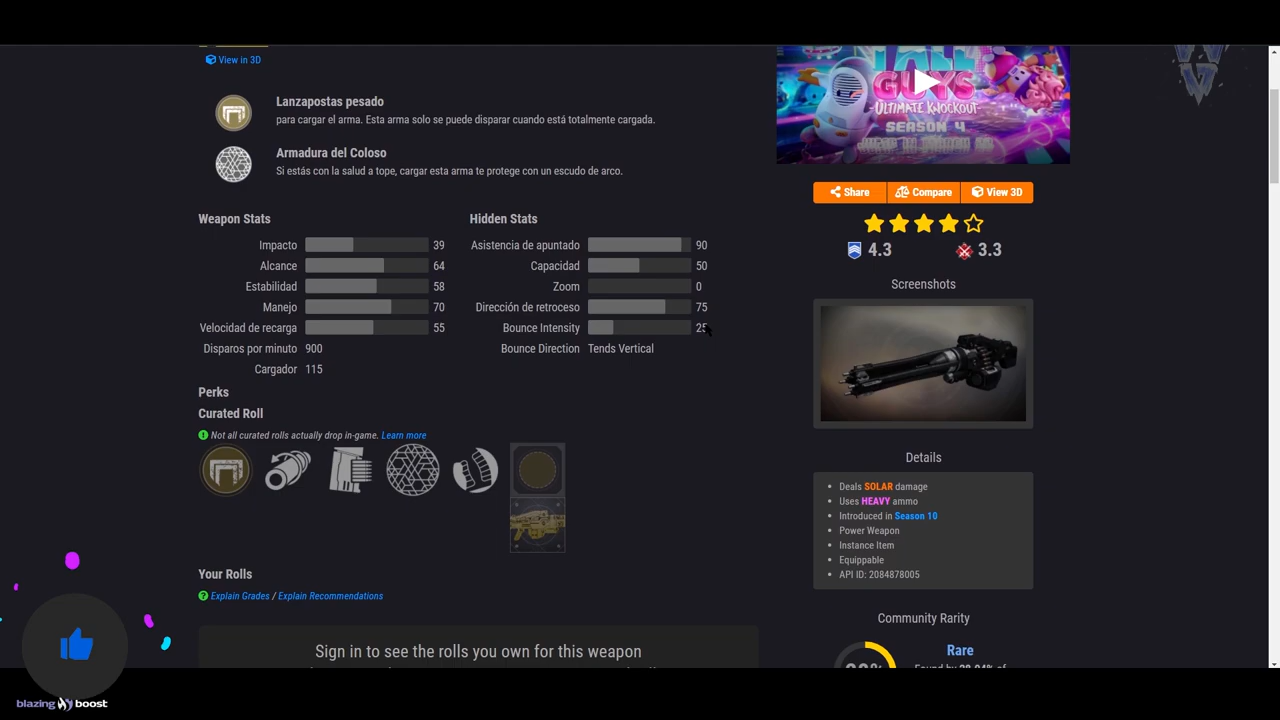 View in 3D
Lanzapostas pesado
para cargar el arma. Esta arma solo se puede disparar cuando está totalmente cargada.
Armadura del Coloso
Si estás con la salud a tope, cargar esta arma te protege con un escudo de arco.
Weapon Stats
Impacto 39
Alcance 64
Estabilidad 58
Manejo 70
Velocidad de recarga 55
Disparos por minuto 900
Cargador 115
Hidden Stats
Asistencia de apuntado 90
Capacidad 50
Zoom 0
Dirección de retroceso 75
Bounce Intensity 25
Bounce Direction Tends Vertical
Perks
Curated Roll
Not all curated rolls actually drop in-game. Learn more
Your Rolls
Explain Grades / Explain Recommendations
Sign in to see the rolls you own for this weapon
FALL
GUYS
-ULTIMATE KNOCKOUT-
SEASON 4
Share Compare View 3D
4.3 3.3
Screenshots
Details
Deals SOLAR damage
Uses HEAVY ammo
Introduced in Season 10
Power Weapon
Instance Item
Equippable
API ID: 2084878005
Community Rarity
Rare
blazing boost